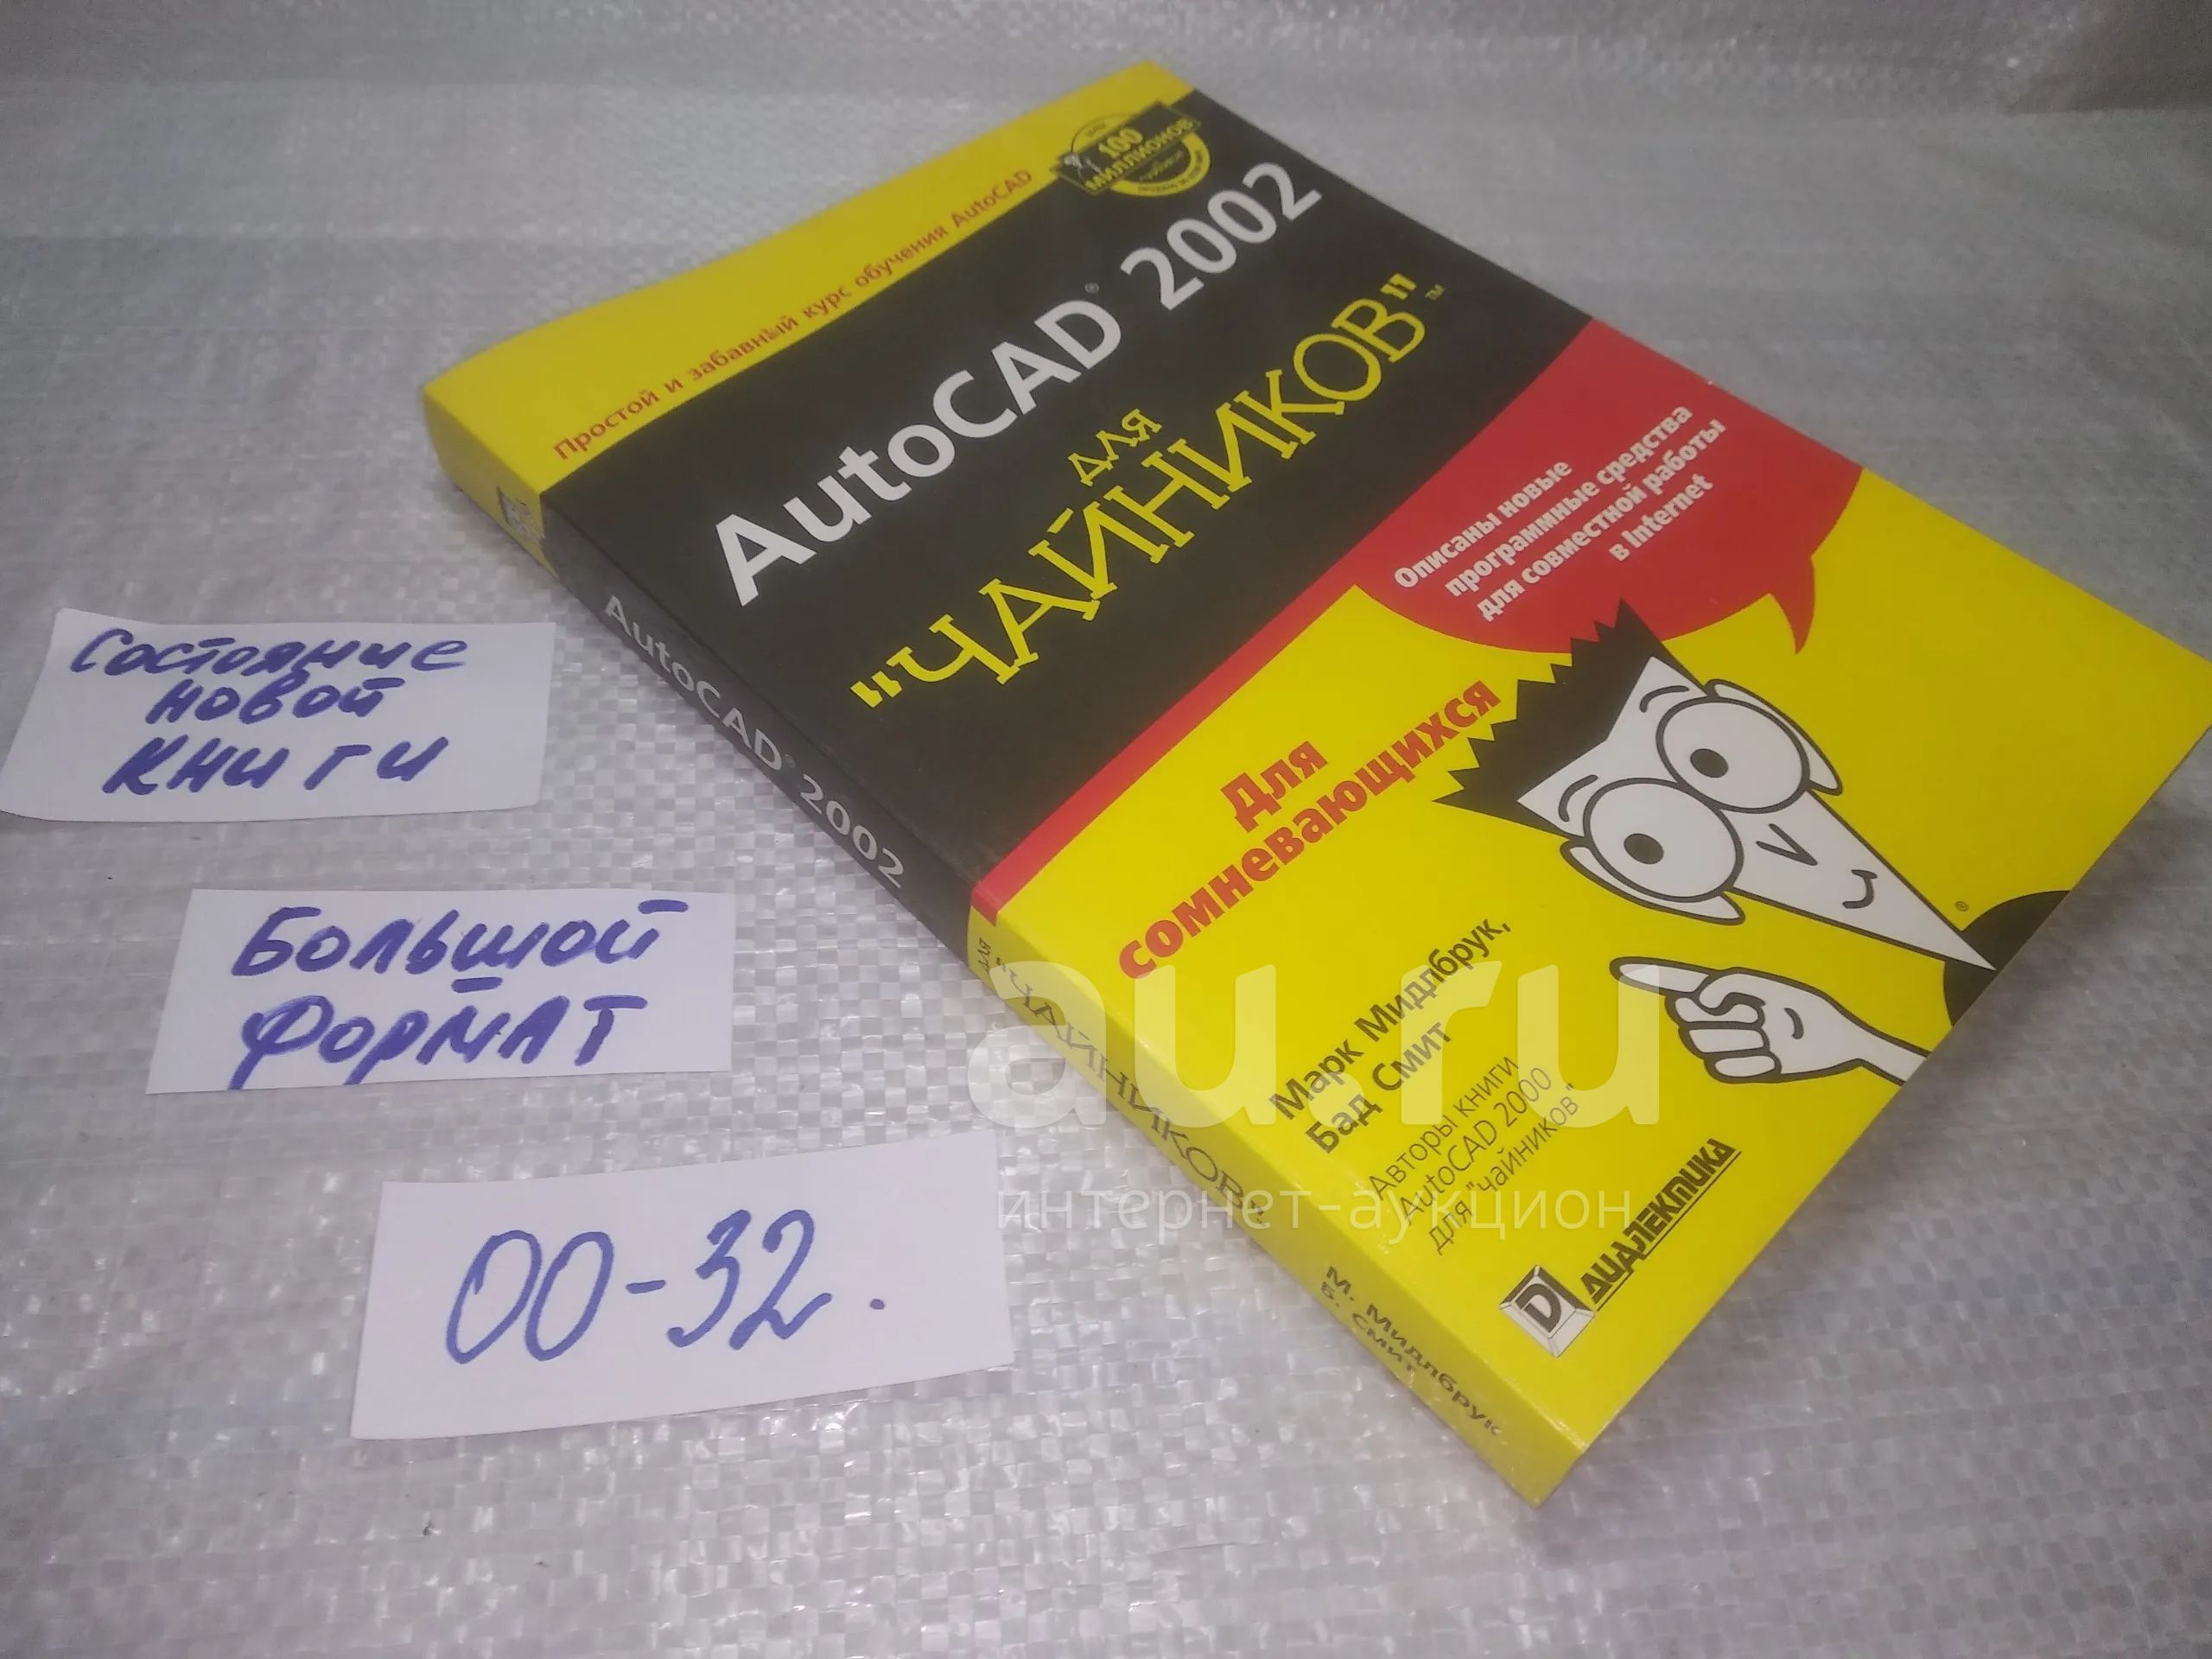 Простой и забавный курс обучения AutoCAD
100
МИЛЛИОНОВ
AutoCAD® 2002
для
"ЧАЙНИКОВ"™
Описаны новые
программные средства
для совместной работы
в Internet
Для
сомневающихся
Марк Мидлбрук,
Бад Смит
Авторы книги
AutoCAD 2000
для "чайников"
®
D ДИАЛЕКТИКА
AutoCAD® 2002
для "ЧАЙНИКОВ"
М. Мидлбрук
Б. Смит
Состояние
новой
книги
Большой
формат
00-32.
au.ru
интернет-аукцион